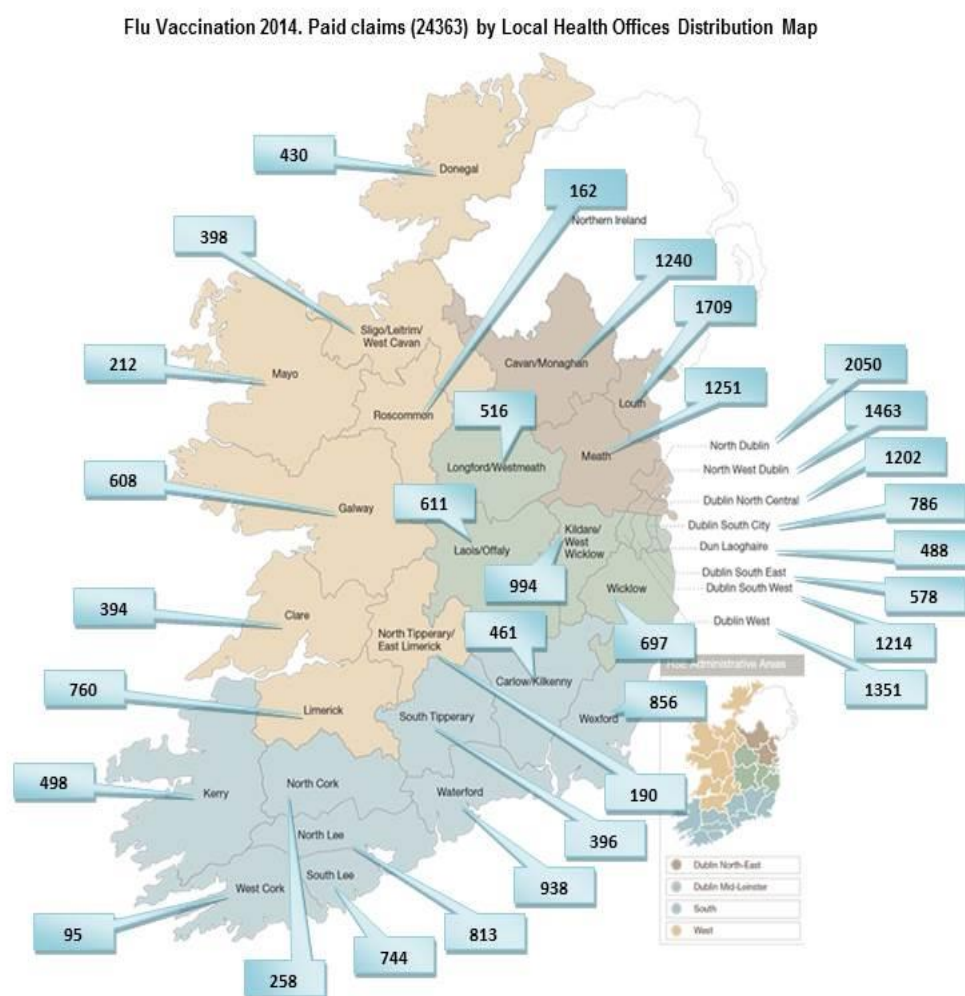 Flu Vaccination 2014. Paid claims (24363) by Local Health Offices Distribution Map
430
Donegal
162
Northern Ireland
398
1240
1709
Sligo/Leitrim/
West Cavan
Cavan/Monaghan
212
Mayo
2050
Roscommon
516
1251
Louth
1463
North Dublin
Longford/Westmeath
Meath
North West Dublin
1202
608
611
Dublin North Central
Galway
786
Kildare/
West
Wicklow
Dublin South City
Laois/Offaly
Dun Laoghaire
488
994
Dublin South East
Wicklow
Dublin South West
578
394
Clare
North Tipperary/
East Limerick
461
697
Dublin West
1214
HSE Administrative Areas
760
Carlow/Kilkenny
1351
Limerick
South Tipperary
Wexford
856
498
Kerry
North Cork
Waterford
190
North Lee
396
West Cork
South Lee
938
Dublin North-East
Dublin Mid-Leinster
South
West
95
744
813
258